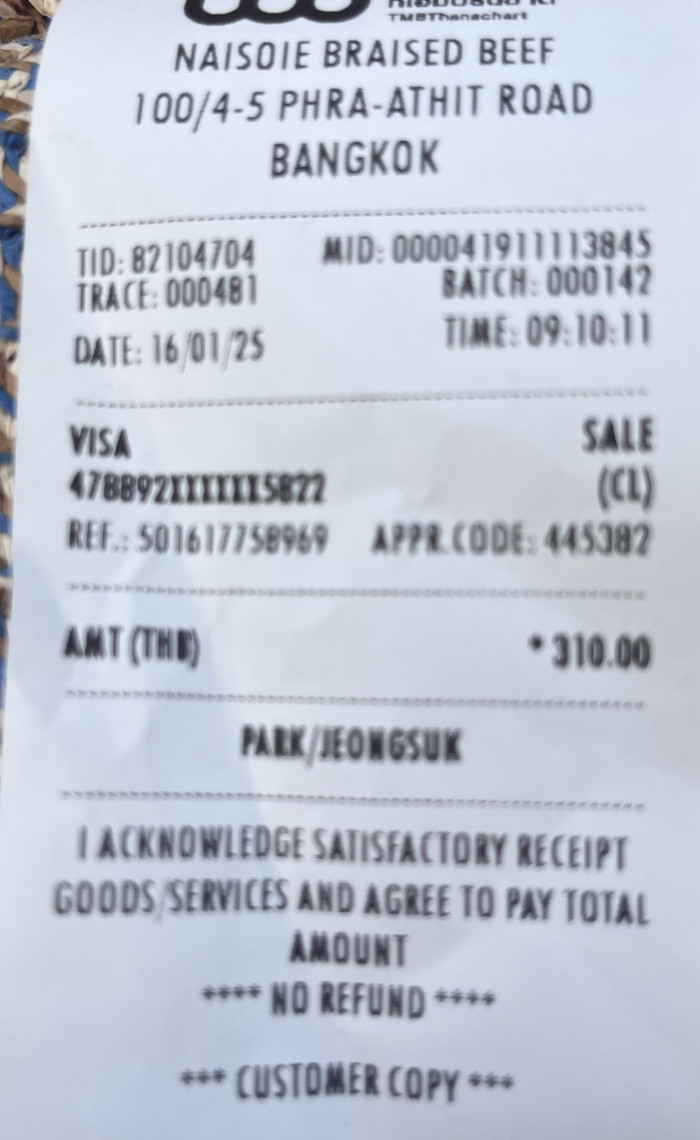 TMBThanachart
NAISOIE BRAISED BEEF
100/4-5 PHRA-ATHIT ROAD
BANGKOK
TID: 82104704 MID: 000041911113845
TRACE: 000481 BATCH: 000142
DATE: 16/01/25 TIME: 09:10:11
VISA SALE
478892XXXXXX5822 (CL)
REF.: 501617758969 APPR.CODE: 445382
AMT (THB) *310.00
PARK/JEONGSUK
I ACKNOWLEDGE SATISFACTORY RECEIPT
GOODS/SERVICES AND AGREE TO PAY TOTAL
AMOUNT
**** NO REFUND ****
*** CUSTOMER COPY ***